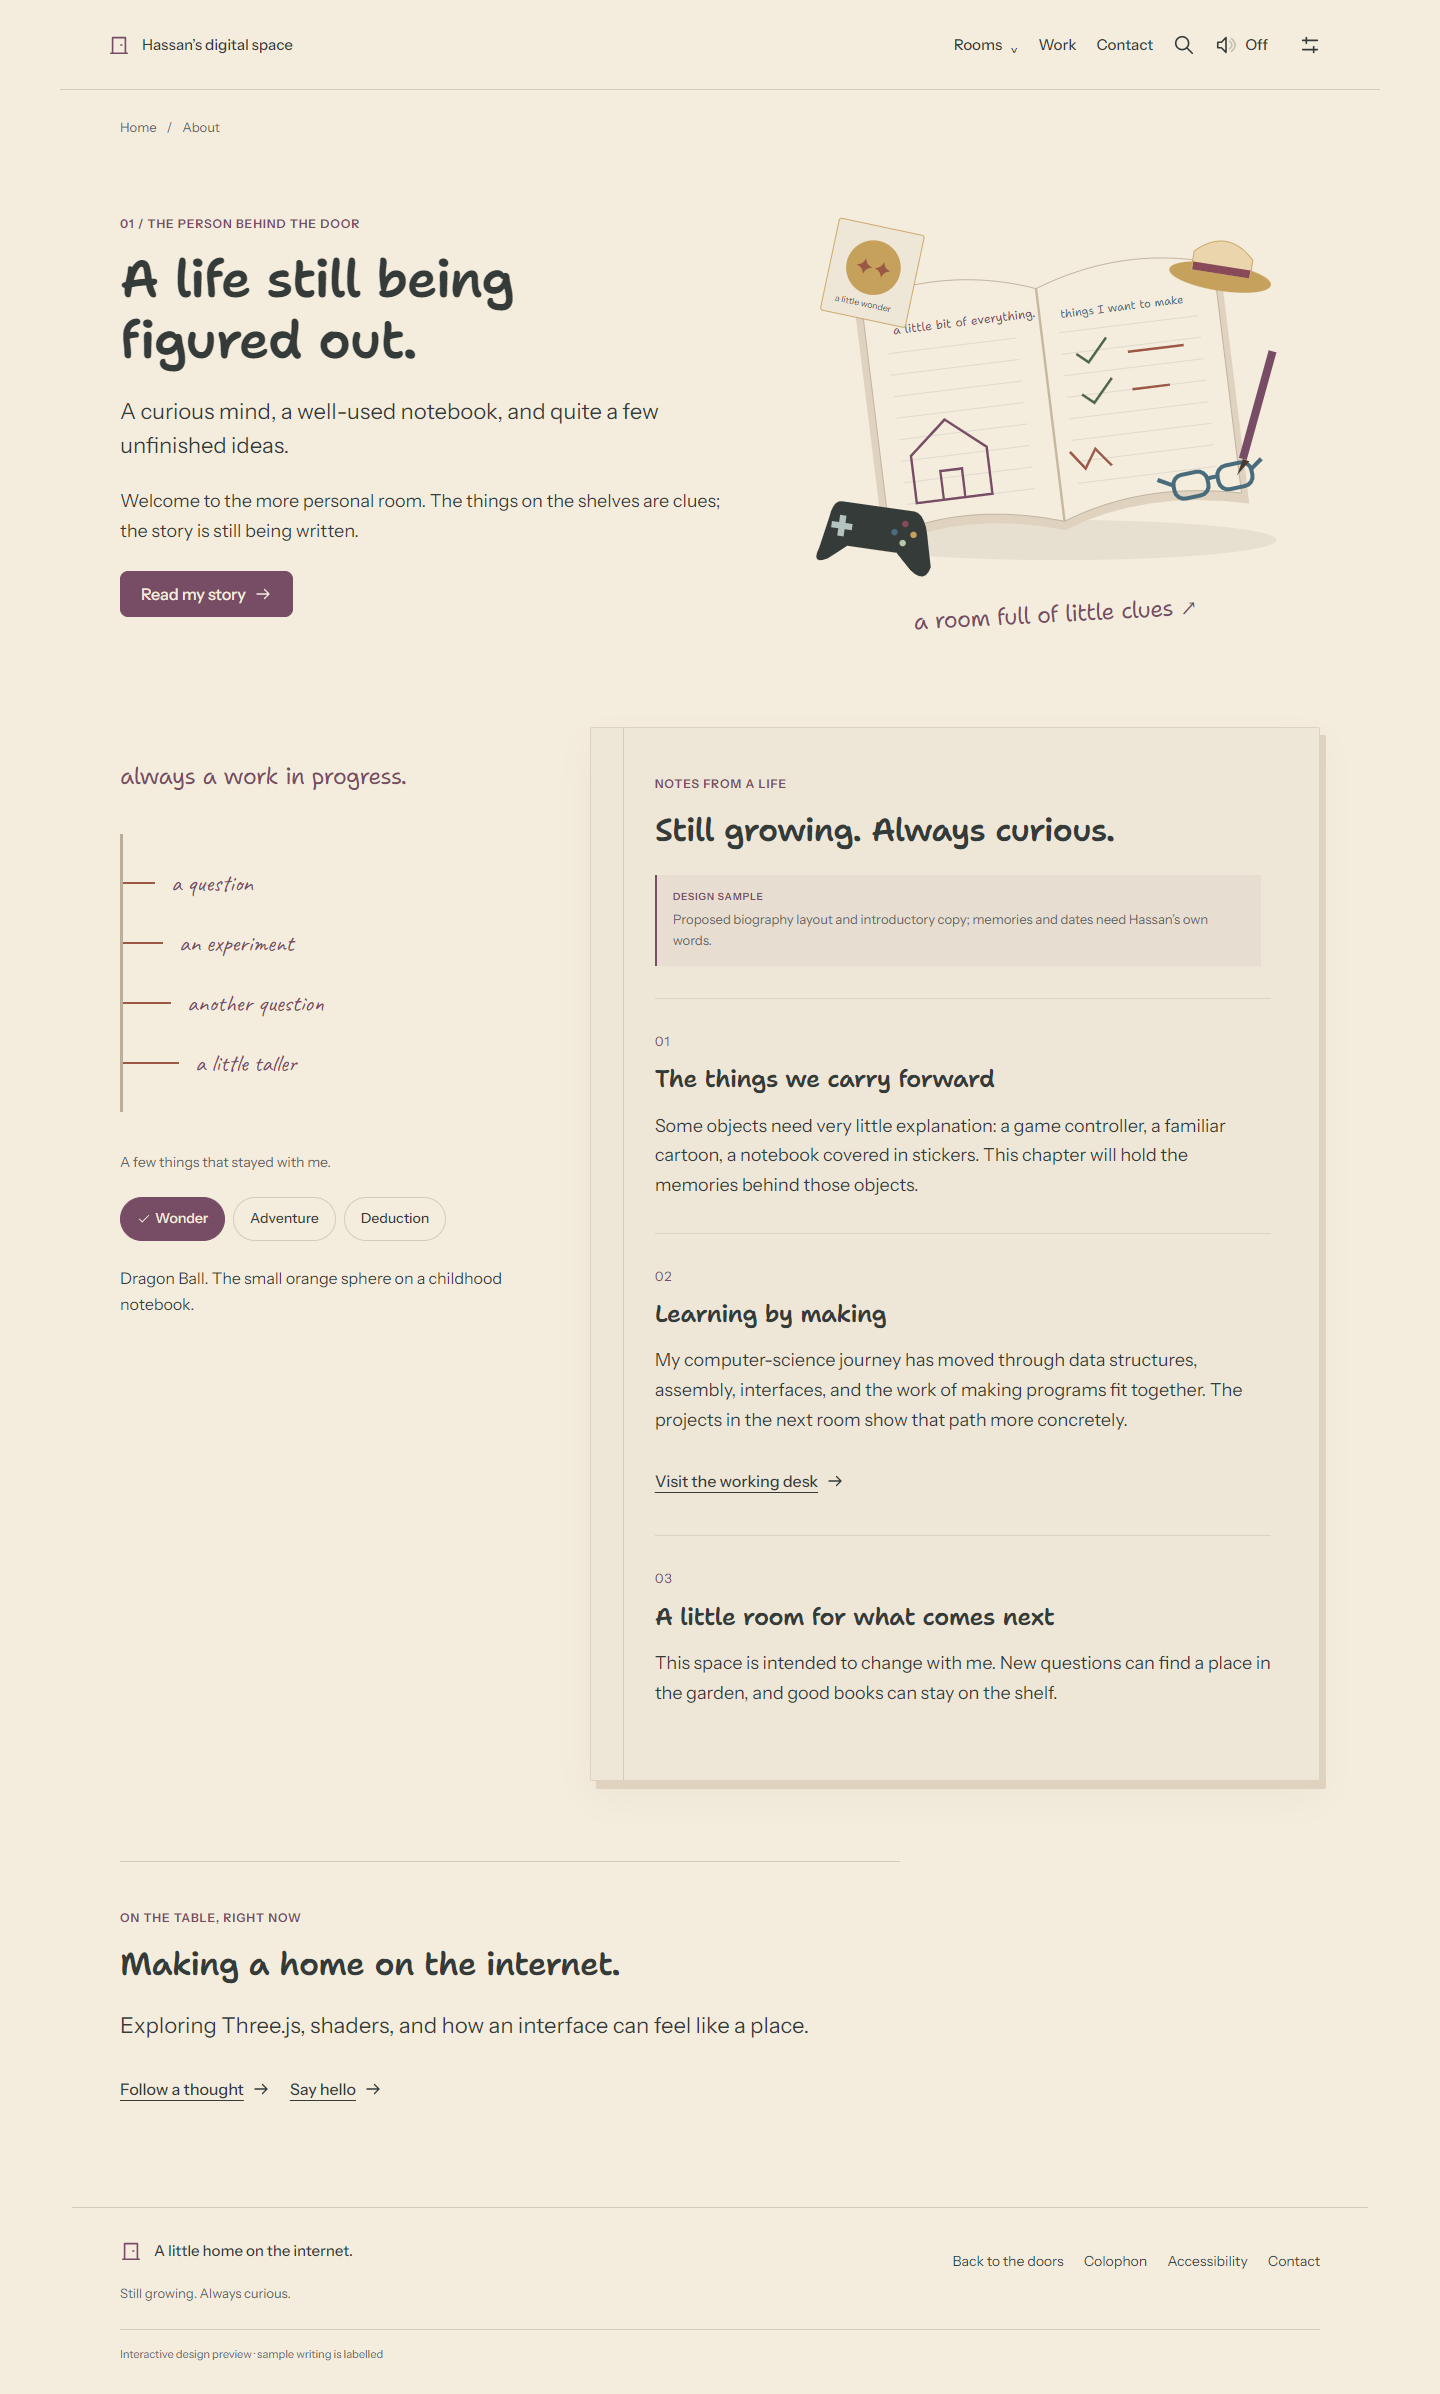 Hassan's digital space
Rooms Work Contact Off
Home / About
01 / THE PERSON BEHIND THE DOOR
A life still being
figured out.
A curious mind, a well-used notebook, and quite a few
unfinished ideas.
Welcome to the more personal room. The things on the shelves are clues;
the story is still being written.
Read my story →
a little wonder
a little bit of everything.
things I want to make
a room full of little clues ↗
always a work in progress.
a question
an experiment
another question
a little taller
A few things that stayed with me.
✓ Wonder Adventure Deduction
Dragon Ball. The small orange sphere on a childhood
notebook.
NOTES FROM A LIFE
Still growing. Always curious.
DESIGN SAMPLE
Proposed biography layout and introductory copy; memories and dates need Hassan's own
words.
01
The things we carry forward
Some objects need very little explanation: a game controller, a familiar
cartoon, a notebook covered in stickers. This chapter will hold the
memories behind those objects.
02
Learning by making
My computer-science journey has moved through data structures,
assembly, interfaces, and the work of making programs fit together. The
projects in the next room show that path more concretely.
Visit the working desk →
03
A little room for what comes next
This space is intended to change with me. New questions can find a place in
the garden, and good books can stay on the shelf.
ON THE TABLE, RIGHT NOW
Making a home on the internet.
Exploring Three.js, shaders, and how an interface can feel like a place.
Follow a thought → Say hello →
A little home on the internet.
Still growing. Always curious.
Back to the doors Colophon Accessibility Contact
Interactive design preview · sample writing is labelled